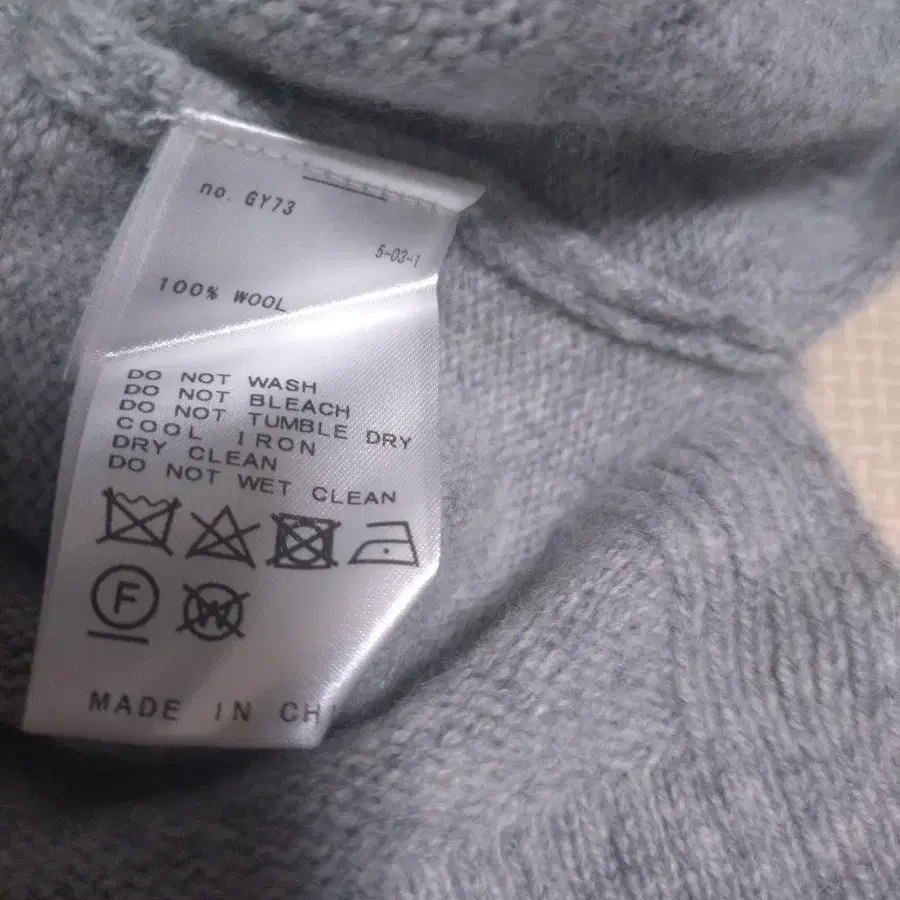 no. GY73
5-03-1
100% WOOL
DO NOT WASH
DO NOT BLEACH
DO NOT TUMBLE DRY
COOL IRON
DRY CLEAN
DO NOT WET CLEAN
F
W
MADE IN CH